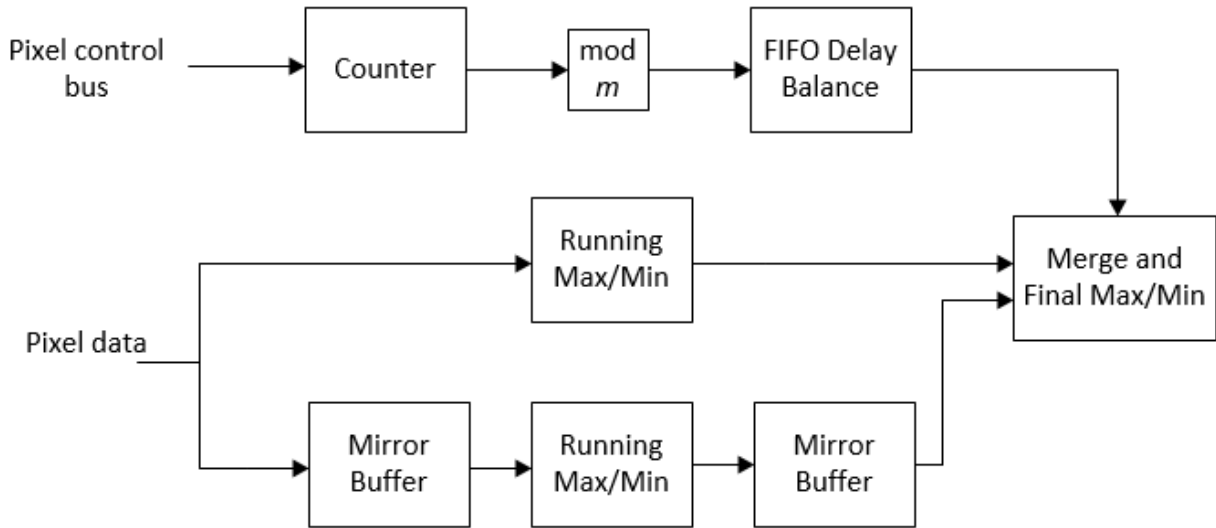 Pixel control
bus
Counter
mod
m
FIFO Delay
Balance
Running
Max/Min
Merge and
Final Max/Min
Pixel data
Mirror
Buffer
Running
Max/Min
Mirror
Buffer